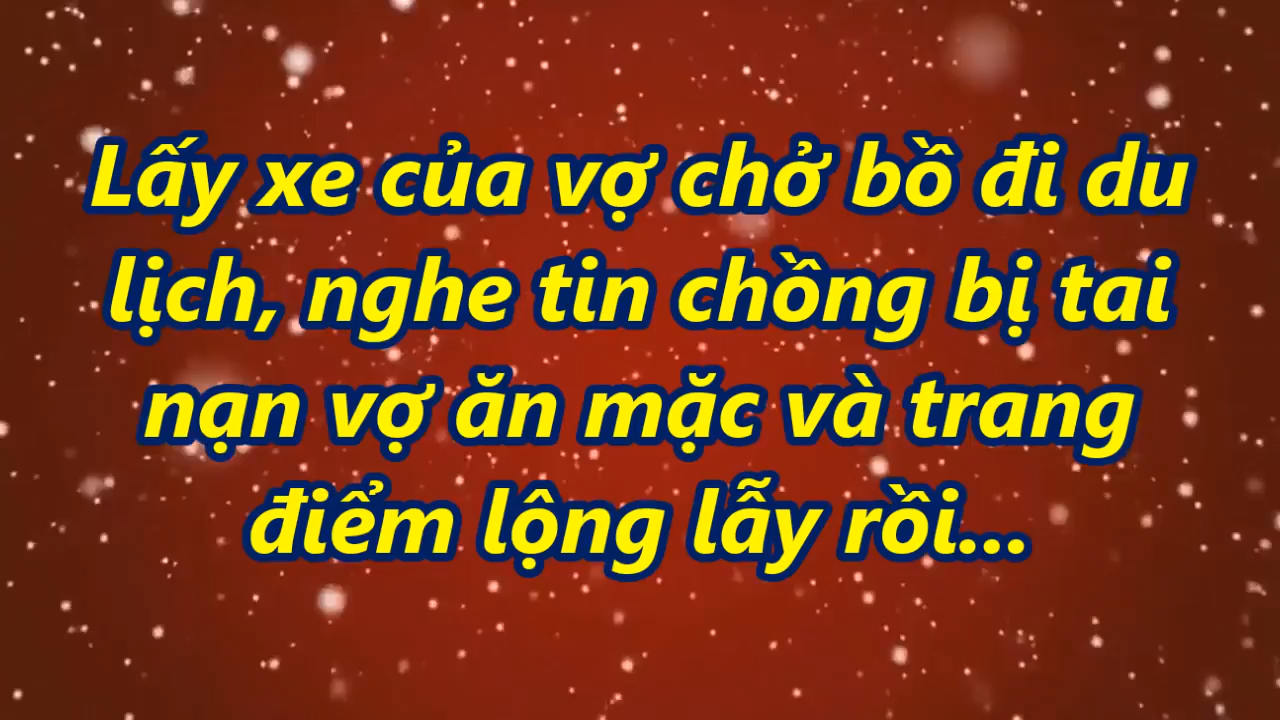 Lấy xe của vợ chở bồ đi du
lịch, nghe tin chồng bị tai
nạn vợ ăn mặc và trang
điểm lộng lẫy rồi...